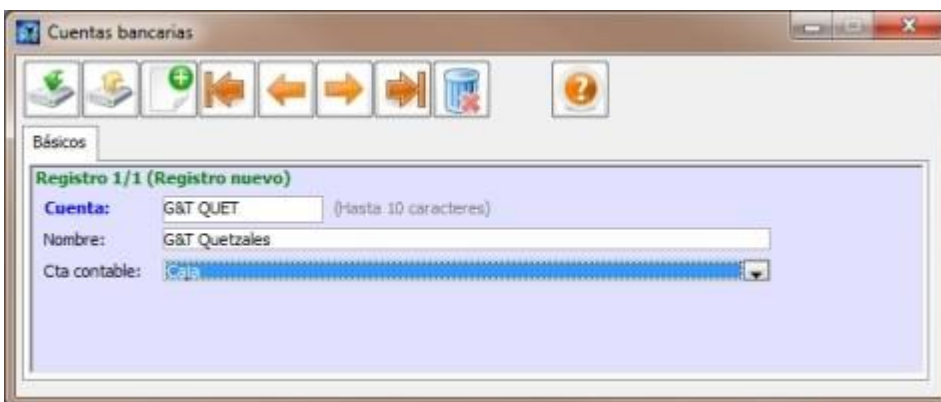 Cuentas bancarias
Básicos
Registro 1/1 (Registro nuevo)
Cuenta: G&T QUET (Hasta 10 caracteres)
Nombre: G&T Quetzales
Cta contable: Caja